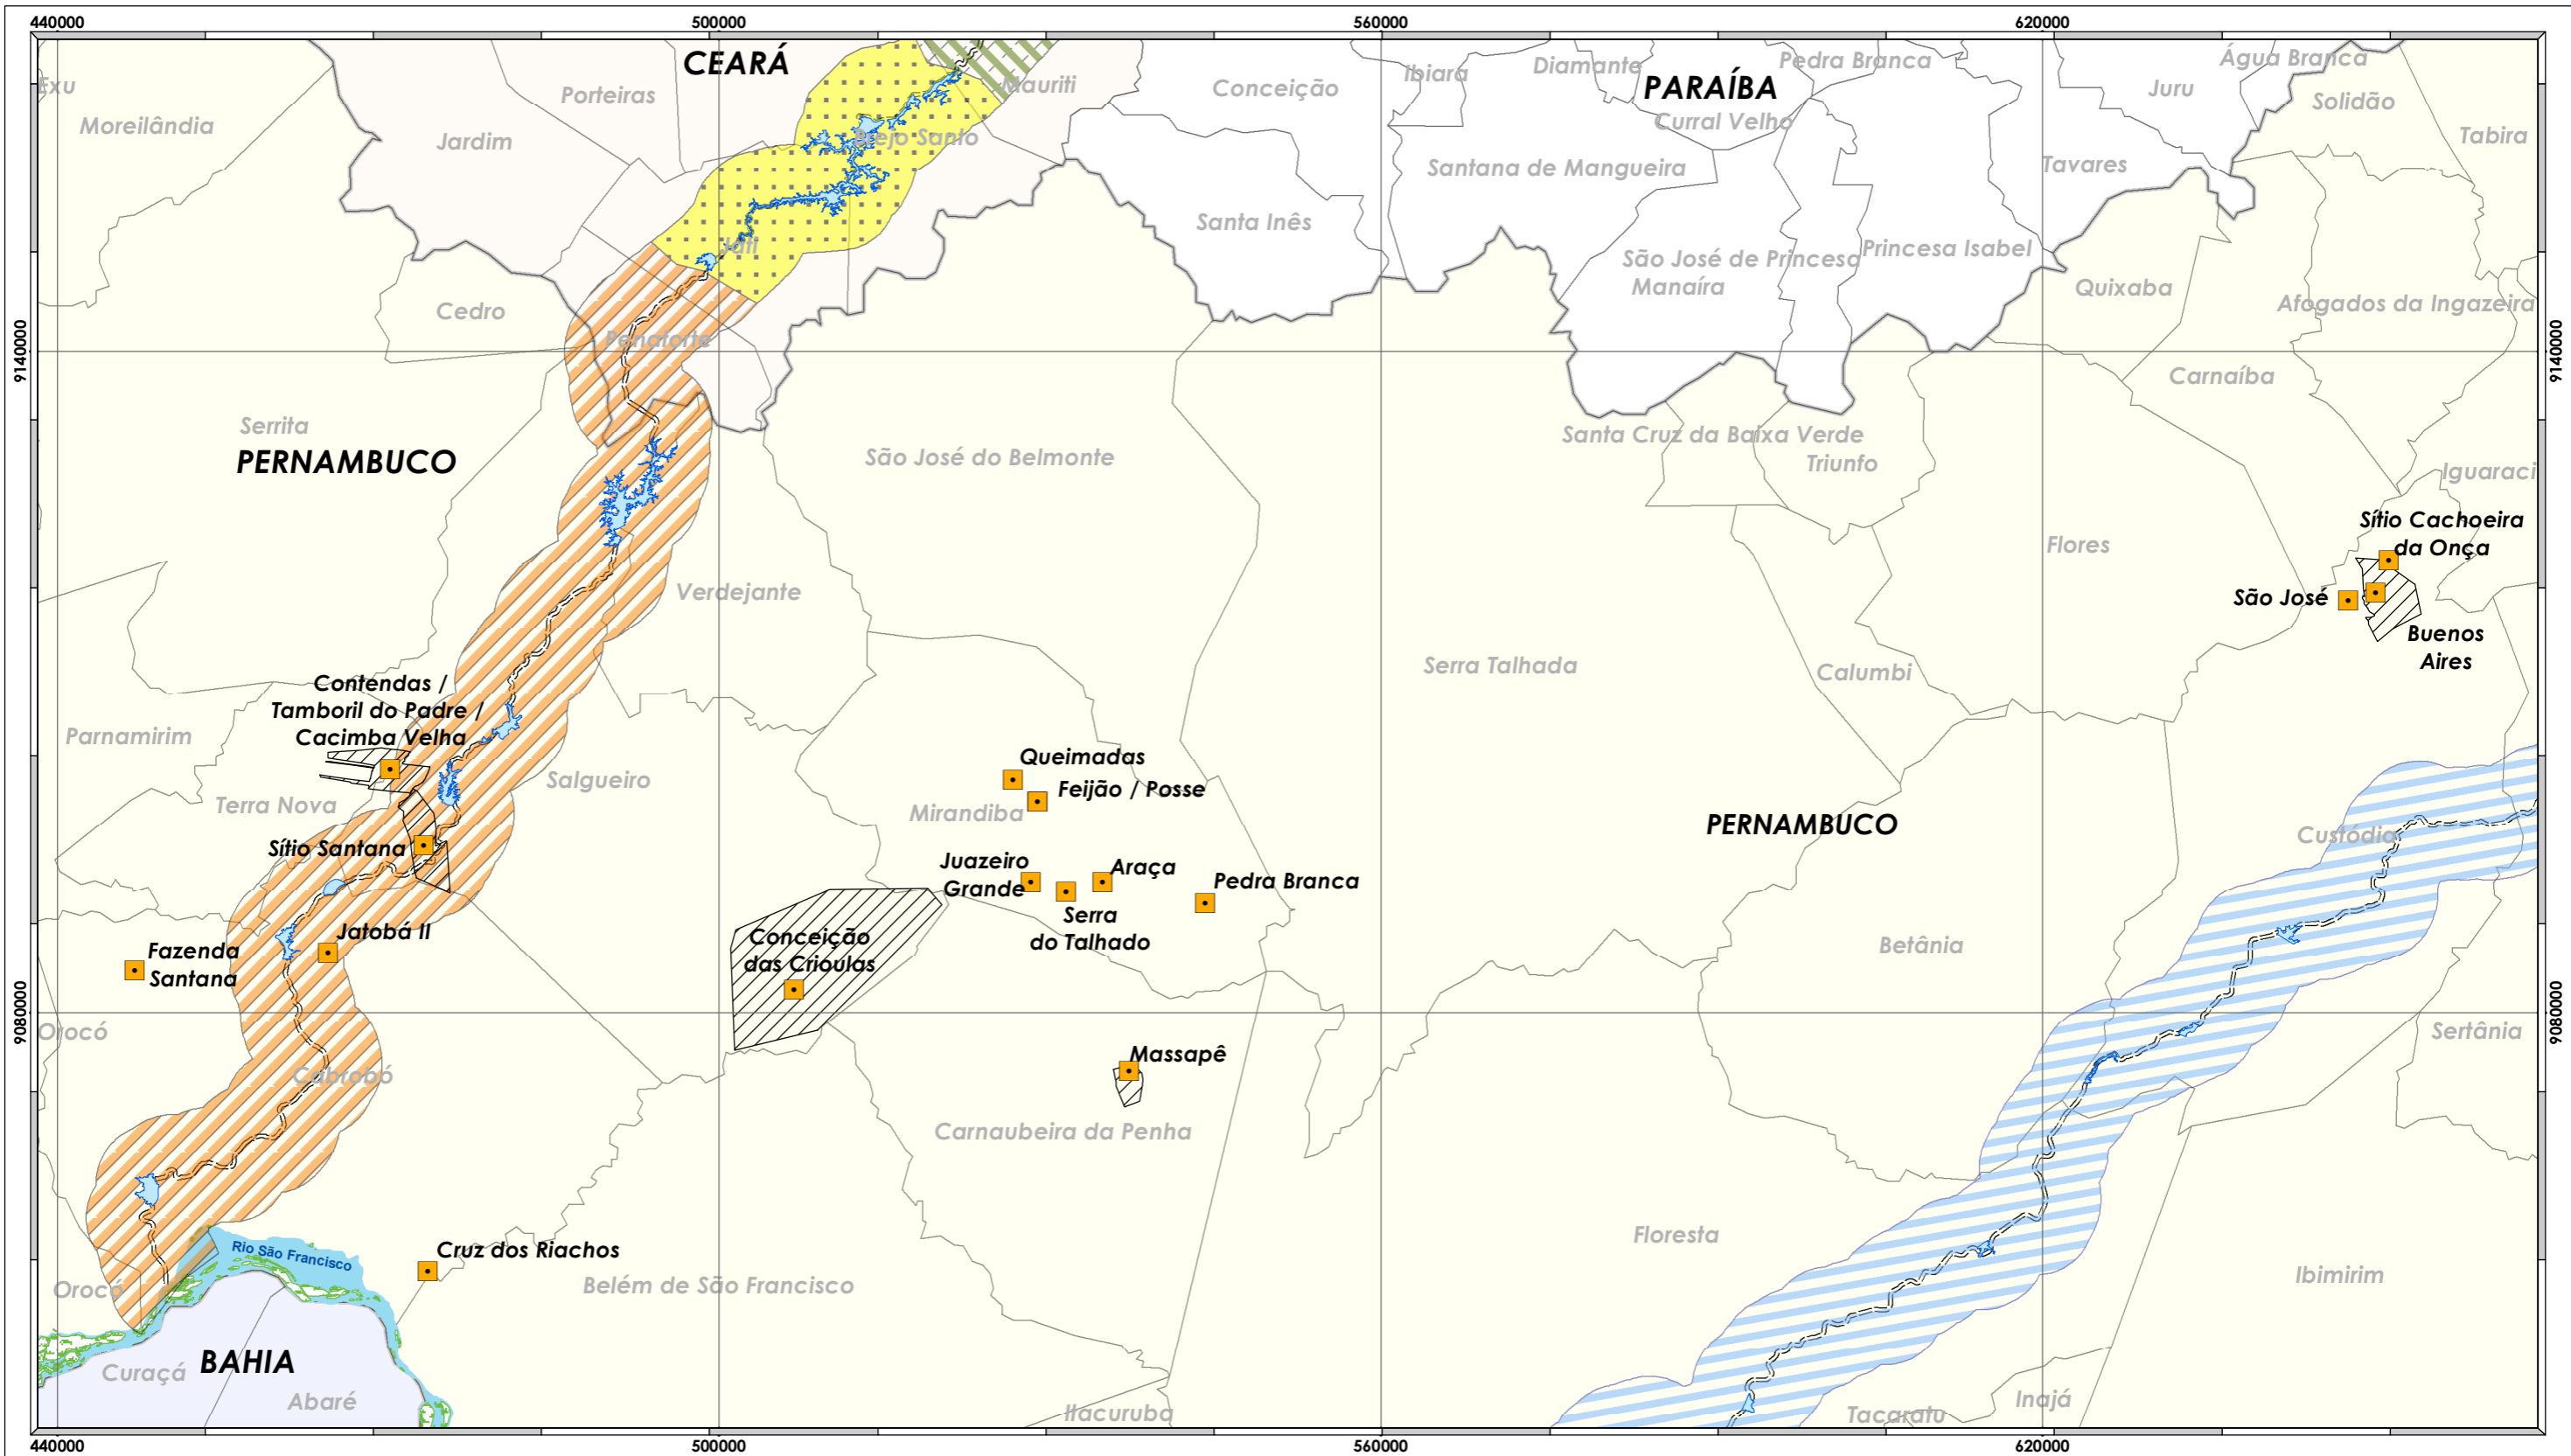 440000
500000
560000
620000
CEARÁ
PARAÍBA
Exu
Moreilândia
Porteiras
Jardim
Mauriti
Brejo Santo
Jati
Conceição
Ibiara
Diamante
Pedra Branca
Curral Velho
Água Branca
Juru
Solidão
Tabira
Tavares
Santana de Mangueira
Santa Inês
São José de Princesa
Manaíra
Princesa Isabel
Quixaba
Afogados da Ingazeira
Cedro
Penaforte
9140000
9140000
Carnaíba
Serrita
PERNAMBUCO
São José do Belmonte
Santa Cruz da Baixa Verde
Triunfo
Iguaraci
Sítio Cachoeira
da Onça
Flores
São José
Buenos
Aires
Verdejante
Serra Talhada
Calumbi
Contendas /
Tamboril do Padre /
Cacimba Velha
Parnamirim
Salgueiro
Terra Nova
Queimadas
Feijão / Posse
Mirandiba
PERNAMBUCO
Custódia
Sítio Santana
Juazeiro
Grande
Araça
Pedra Branca
Serra
do Talhado
Jatobá II
Fazenda
Santana
Conceição
das Crioulas
Betânia
9080000
9080000
Orocó
Sertânia
Massapê
Cabrobó
Carnaubeira da Penha
Floresta
Rio São Francisco
Cruz dos Riachos
Orocó
Belém de São Francisco
Ibimirim
Curaçá
BAHIA
Abaré
Itacuruba
Tacaratu
Inajá
440000
500000
560000
620000